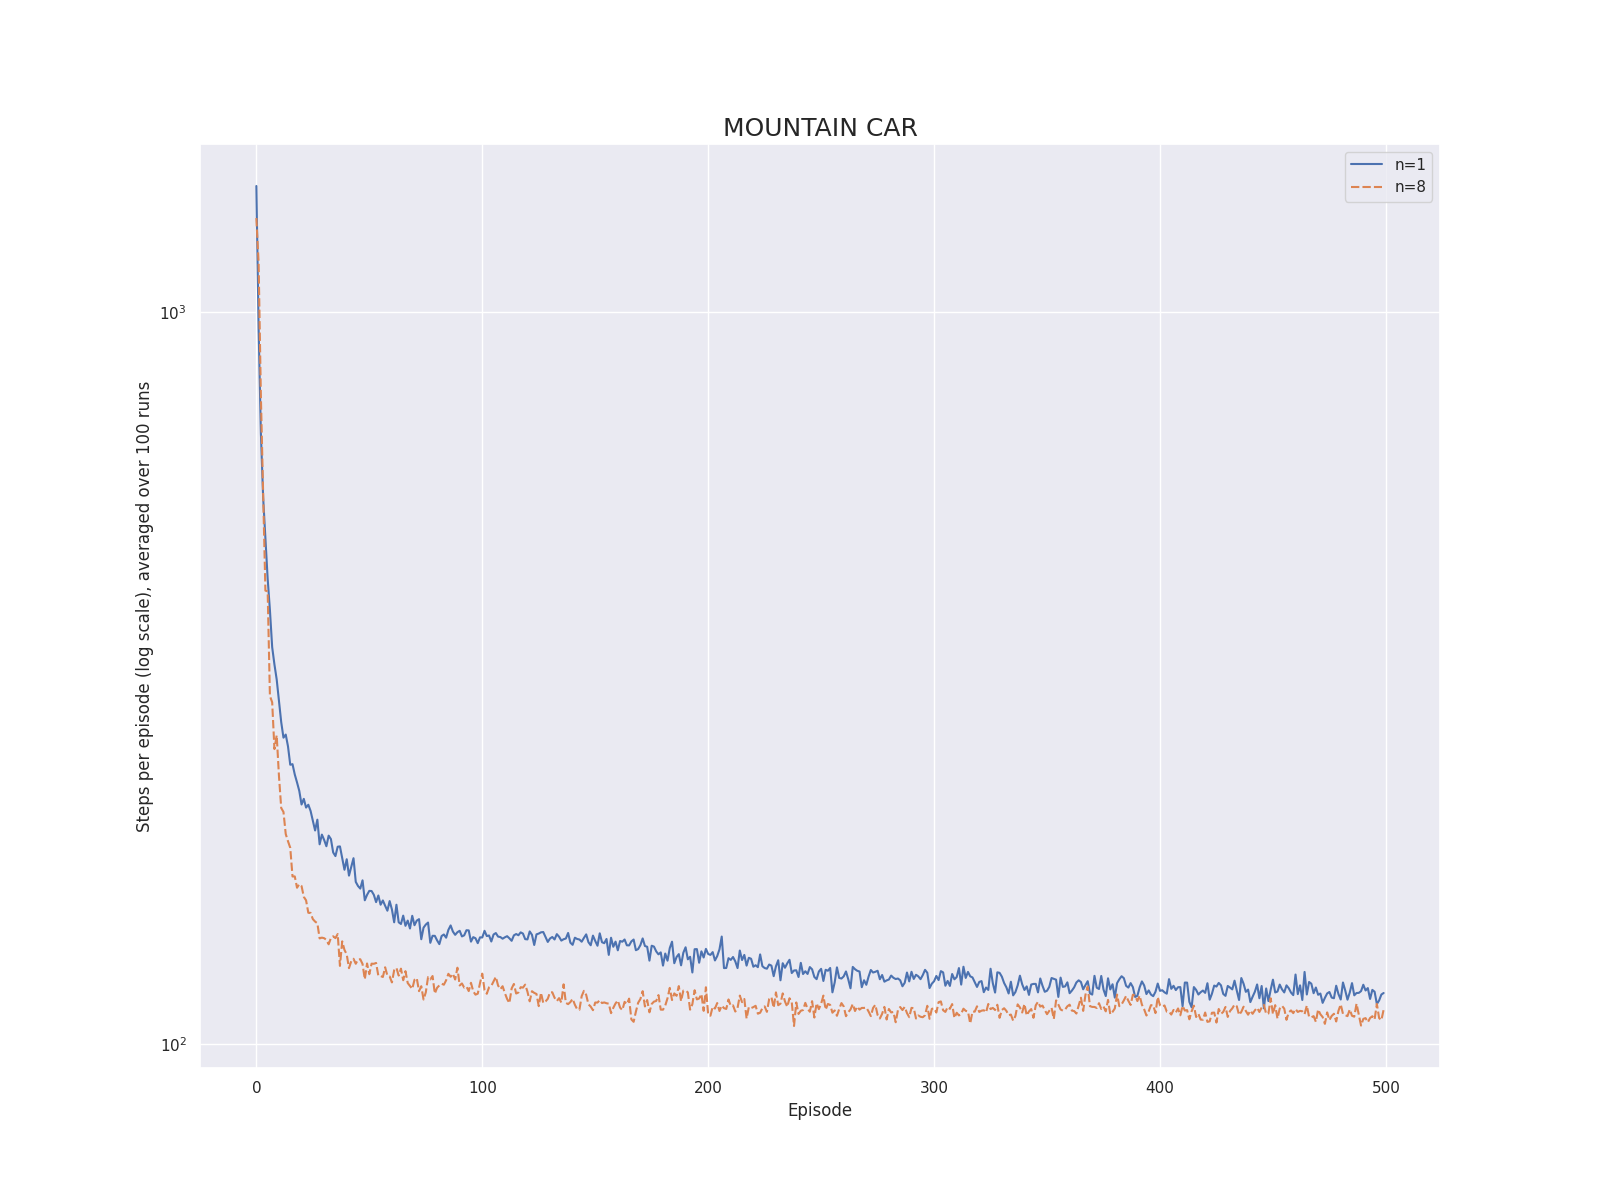 MOUNTAIN CAR
n=1
n=8
10³
10²
Steps per episode (log scale), averaged over 100 runs
0 100 200 300 400 500
Episode